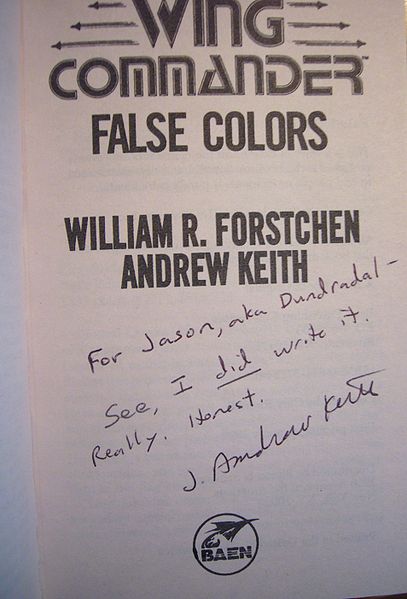 WING
COMMANDER™
FALSE COLORS
WILLIAM R. FORSTCHEN
ANDREW KEITH
For Jason, aka Dundradal —
See, I did write it.
Really. Honest.
J. Andrew Keith
BAEN